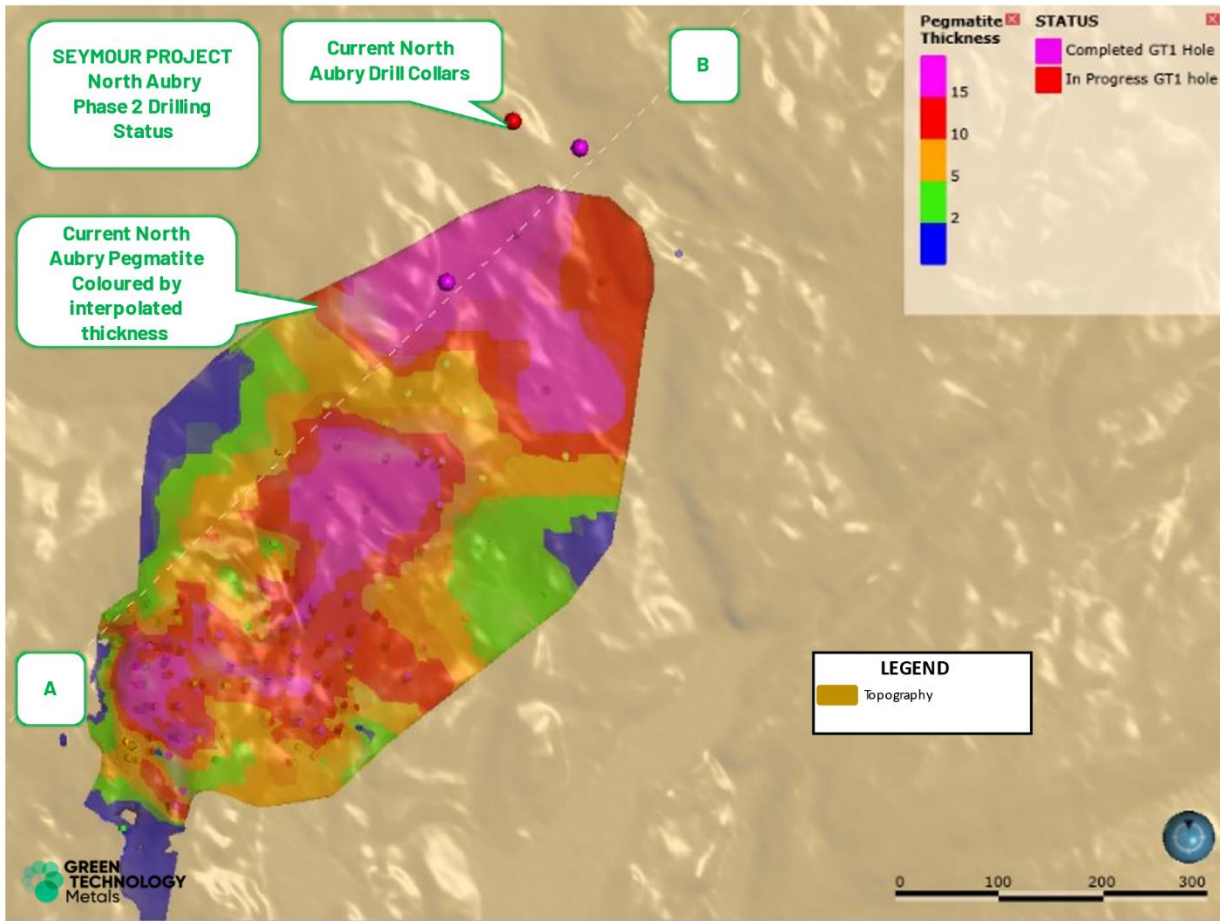 SEYMOUR PROJECT
North Aubry
Phase 2 Drilling
Status
Current North
Aubry Drill Collars
B
Pegmatite
Thickness
15
10
5
2
STATUS
Completed GT1 Hole
In Progress GT1 hole
Current North
Aubry Pegmatite
Coloured by
interpolated
thickness
A
LEGEND
Topography
GREEN
TECHNOLOGY
Metals
0 100 200 300